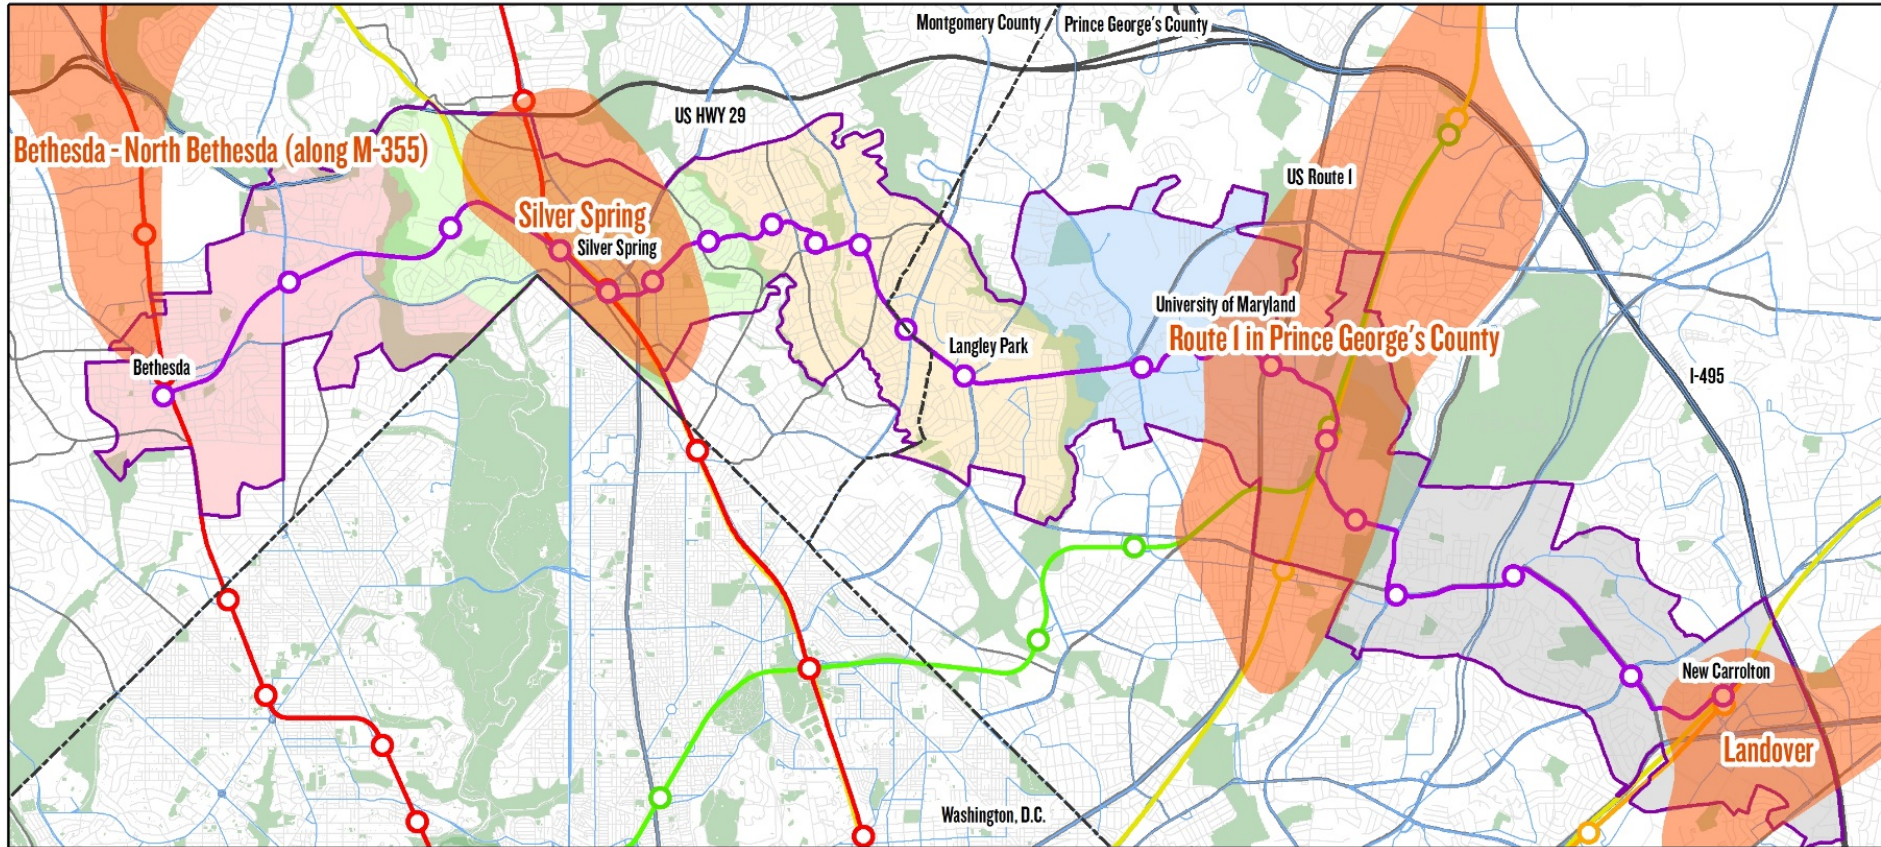 Montgomery County
Prince George's County
US HWY 29
Bethesda - North Bethesda (along M-355)
US Route 1
Silver Spring
Silver Spring
University of Maryland
Route 1 in Prince George's County
Langley Park
Bethesda
I-495
New Carrolton
Landover
Washington, D.C.